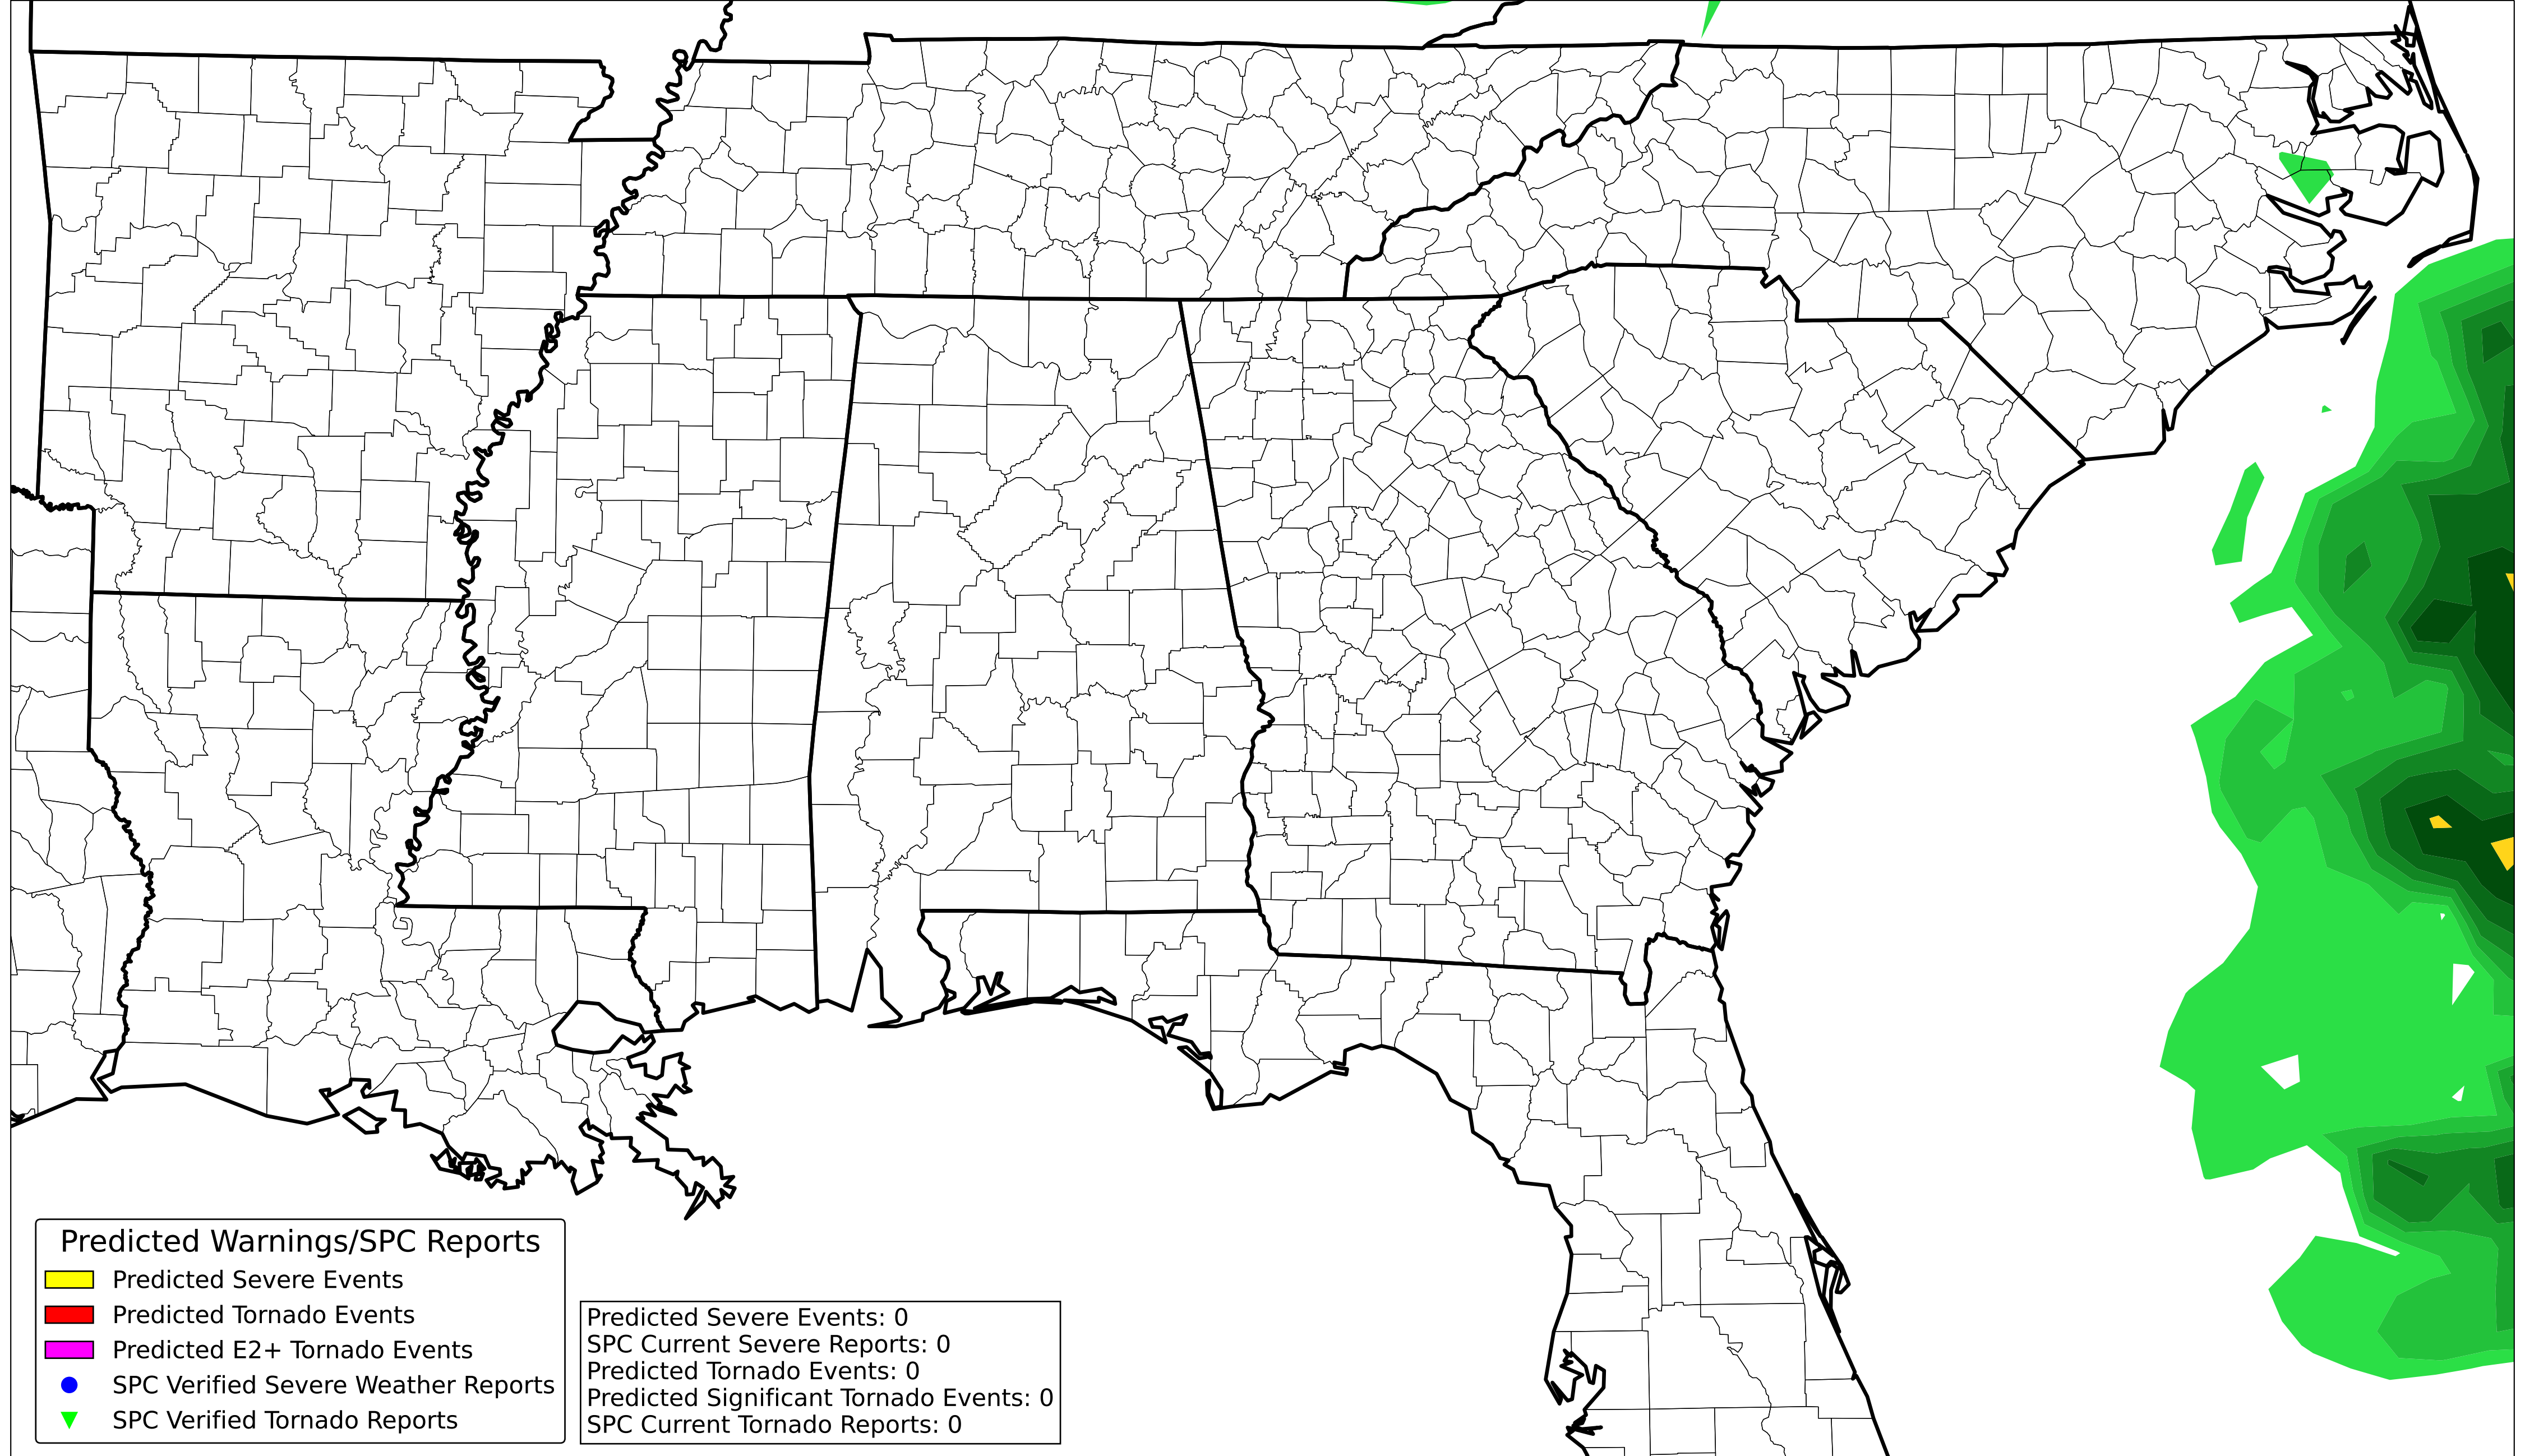 Predicted Warnings/SPC Reports
Predicted Severe Events
Predicted Tornado Events
Predicted E2+ Tornado Events
SPC Verified Severe Weather Reports
SPC Verified Tornado Reports
Predicted Severe Events: 0
SPC Current Severe Reports: 0
Predicted Tornado Events: 0
Predicted Significant Tornado Events: 0
SPC Current Tornado Reports: 0